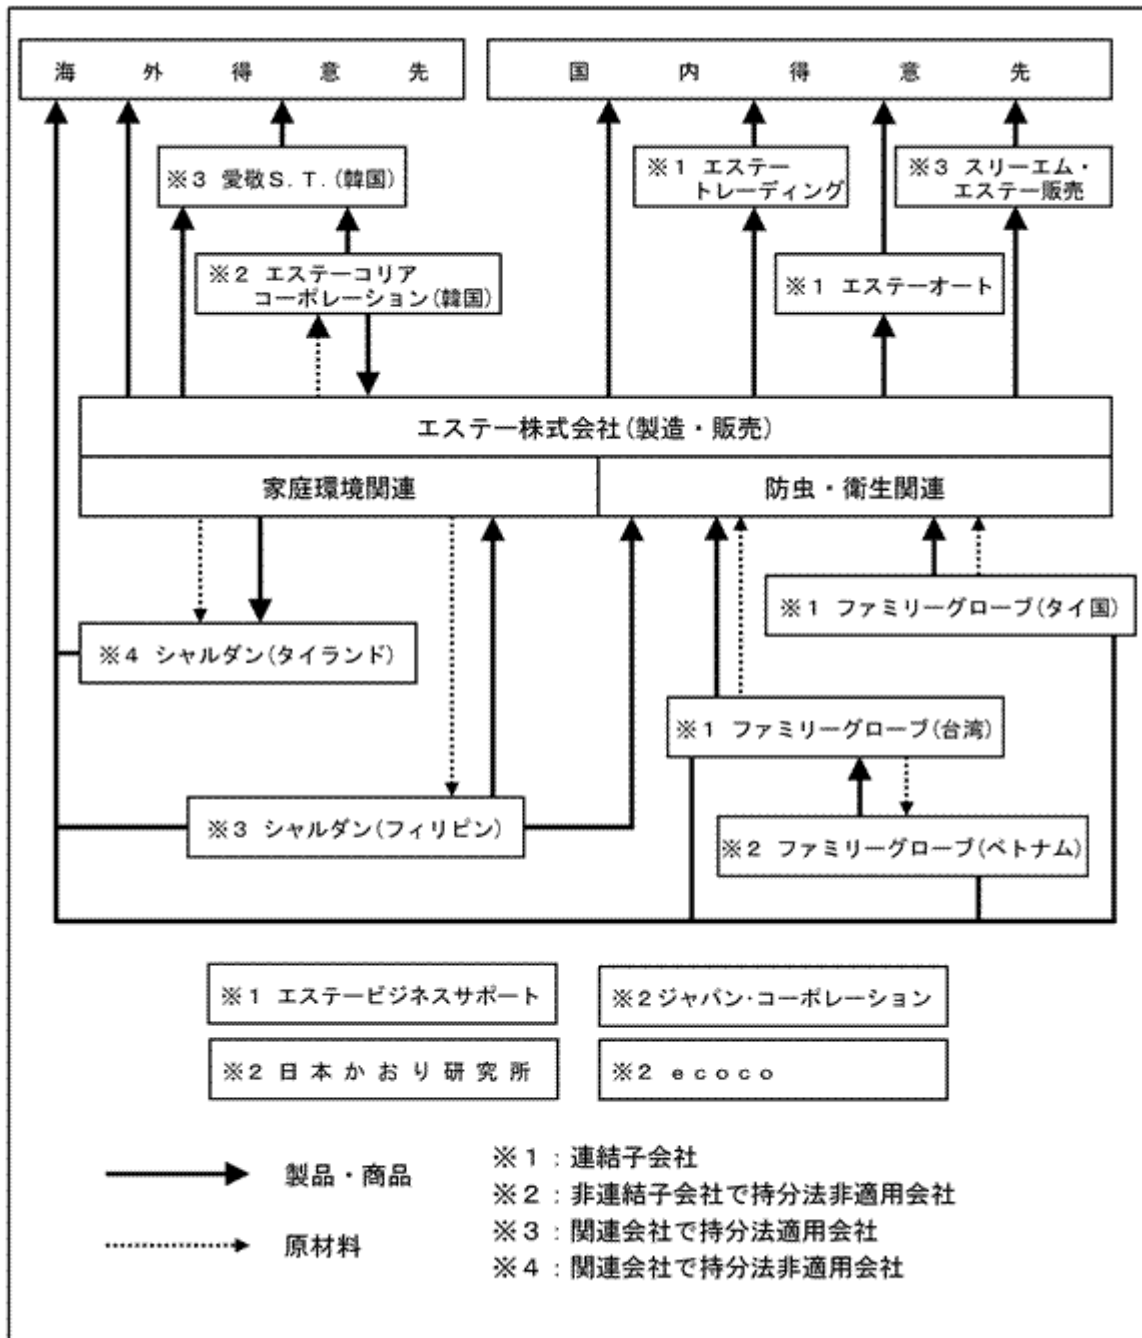 海外得意先
国内得意先
※3 愛敬S.T.(韓国)
※1 エステー
トレーディング
※3 スリーエム・
エステー販売
※2 エステーコリア
コーポレーション(韓国)
※1 エステーオート
エステー株式会社(製造・販売)
家庭環境関連
防虫・衛生関連
※1 ファミリーグローブ(タイ国)
※4 シャルダン(タイランド)
※1 ファミリーグローブ(台湾)
※3 シャルダン(フィリピン)
※2 ファミリーグローブ(ベトナム)
※1 エステービジネスサポート
※2ジャパン・コーポレーション
※2 日本かおり研究所
※2 ecoco
製品・商品
原材料
※1:連結子会社
※2:非連結子会社で持分法非適用会社
※3:関連会社で持分法適用会社
※4:関連会社で持分法非適用会社